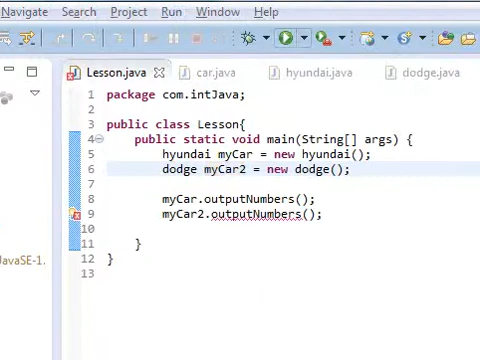 Navigate Search Project Run Window Help
Lesson.java car.java hyundai.java dodge.java
1 package com.intJava;
2
3 public class Lesson{
4 public static void main(String[] args) {
5 hyundai myCar = new hyundai();
6 dodge myCar2 = new dodge();
7
8 myCar.outputNumbers();
9 myCar2.outputNumbers();
10
11 }
12 }
13
JavaSE-1.